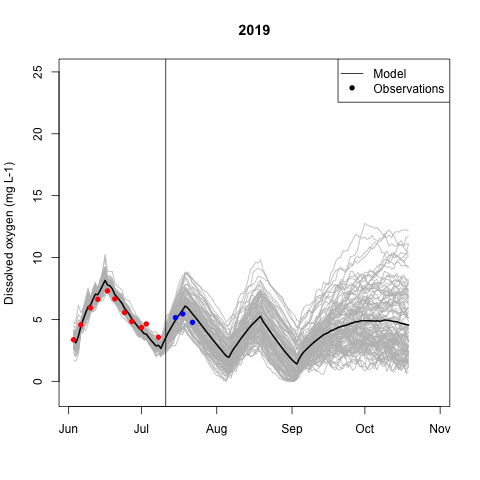 2019
Dissolved oxygen (mg L-1)
25
20
15
10
5
0
Model
Observations
Jun Jul Aug Sep Oct Nov